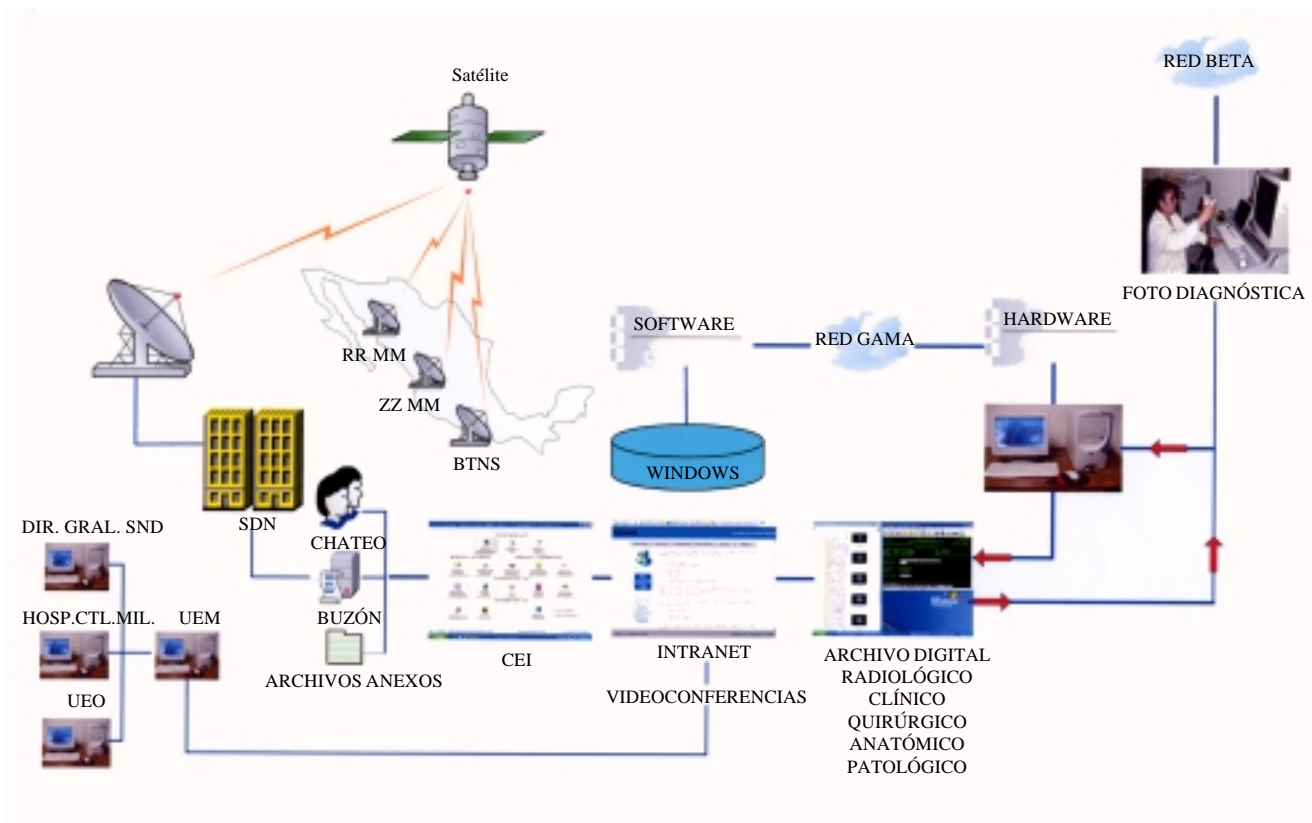 RED BETA
Satélite
FOTO DIAGNÓSTICA
SOFTWARE
HARDWARE
RED GAMA
RR MM
ZZ MM
BTNS
WINDOWS
SDN
DIR. GRAL. SND
CHATEO
HOSP.CTL.MIL.
UEM
BUZÓN
CEI
INTRANET
ARCHIVO DIGITAL
RADIOLÓGICO
CLÍNICO
QUIRÚRGICO
ANATÓMICO
PATOLÓGICO
ARCHIVOS ANEXOS
UEO
VIDEOCONFERENCIAS